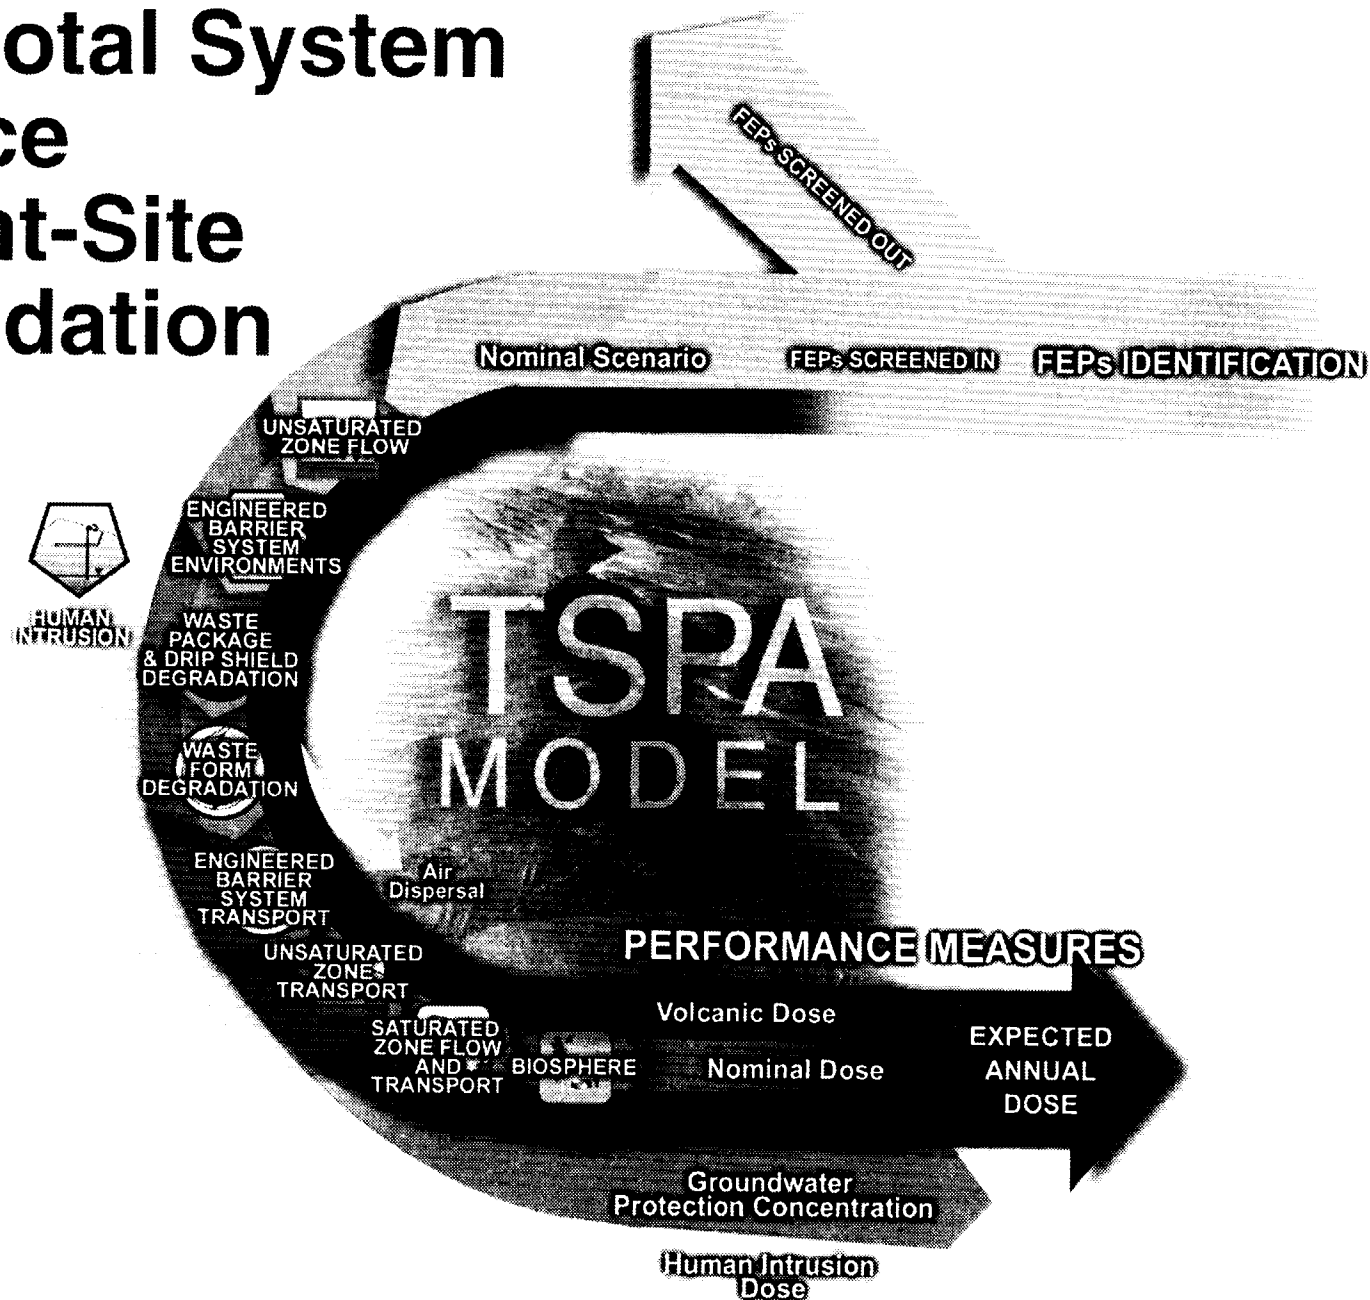 otal System
ce
at-Site
dation
FEPs SCREENED OUT
Nominal Scenario
FEPs SCREENED IN
FEPs IDENTIFICATION
UNSATURATED
ZONE FLOW
ENGINEERED
BARRIER
SYSTEM
ENVIRONMENTS
HUMAN
INTRUSION
WASTE
PACKAGE
& DRIP SHIELD
DEGRADATION
TSPA
MODEL
WASTE
FORM
DEGRADATION
ENGINEERED
BARRIER
SYSTEM
TRANSPORT
Air
Dispersal
UNSATURATED
ZONE
TRANSPORT
PERFORMANCE MEASURES
SATURATED
ZONE FLOW
AND
TRANSPORT
BIOSPHERE
Volcanic Dose
Nominal Dose
EXPECTED
ANNUAL
DOSE
Groundwater
Protection Concentration
Human Intrusion
Dose